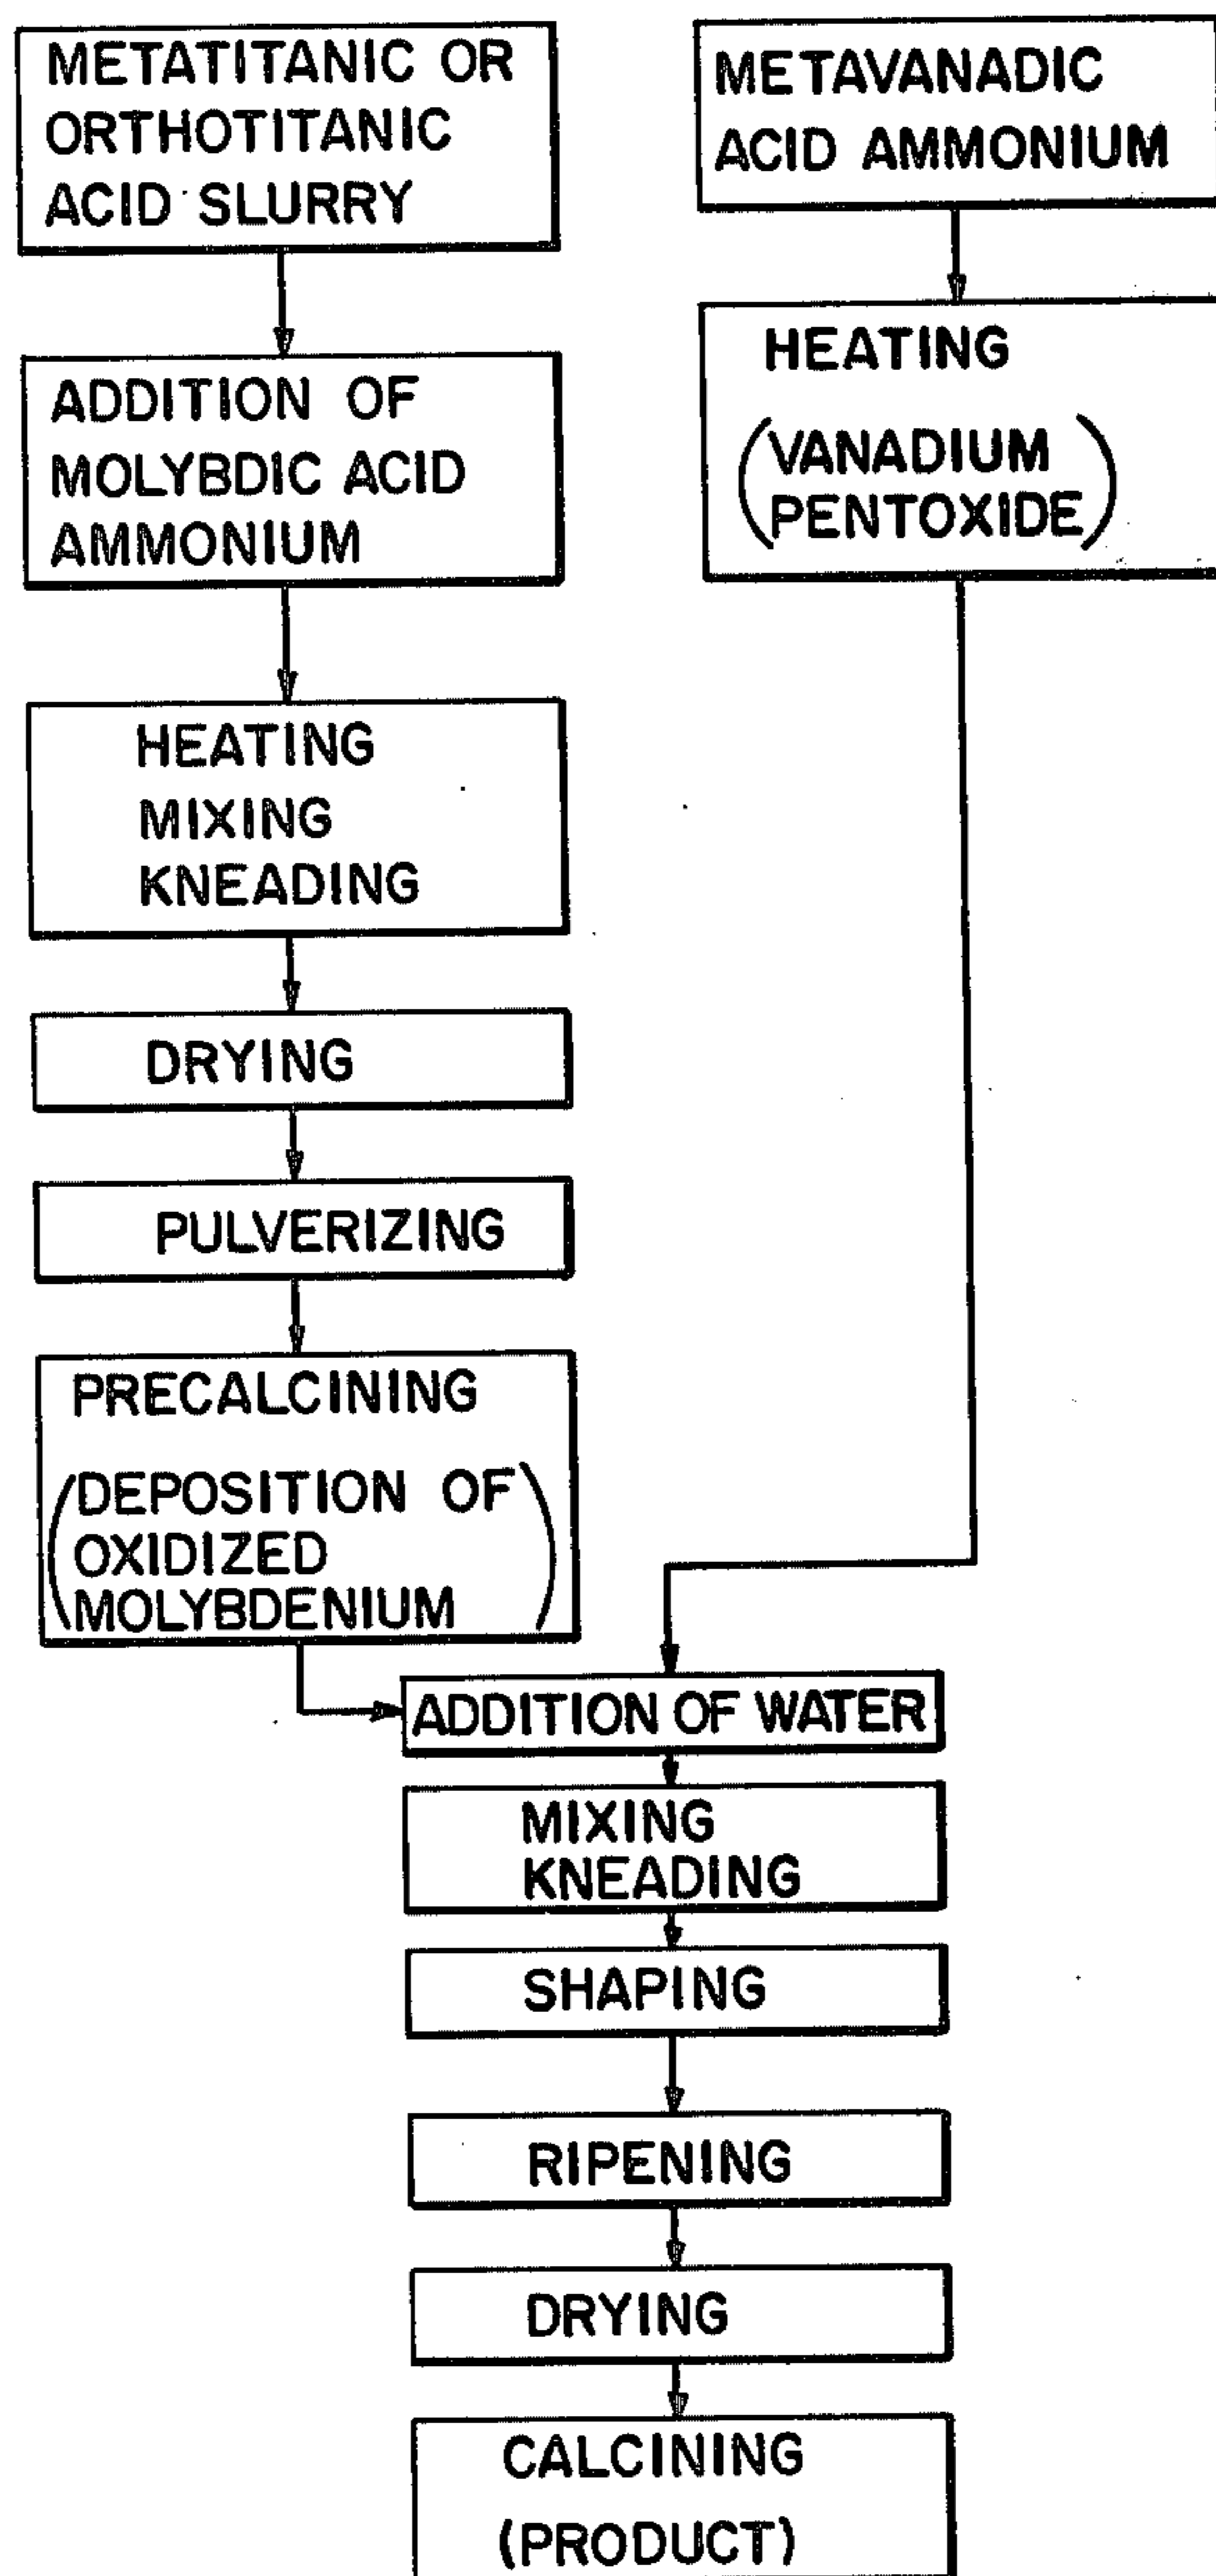 METATITANIC OR
ORTHOTITANIC
ACID SLURRY
ADDITION OF
MOLYBDIC ACID
AMMONIUM
HEATING
MIXING
KNEADING
DRYING
PULVERIZING
PRECALCINING
(DEPOSITION OF
OXIDIZED
MOLYBDENIUM)
METAVANADIC
ACID AMMONIUM
HEATING
(VANADIUM
PENTOXIDE)
ADDITION OF WATER
MIXING
KNEADING
SHAPING
RIPENING
DRYING
CALCINING
(PRODUCT)